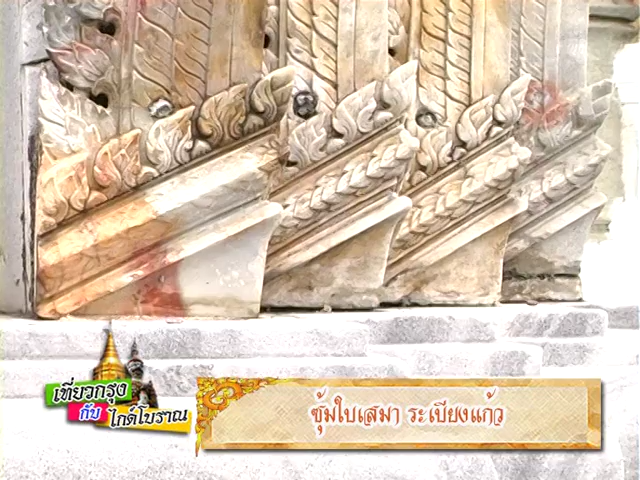 เที่ยวกรุง
กับ ไกด์โบราณ
ซุ้มใบเสมา ระเบียงแก้ว